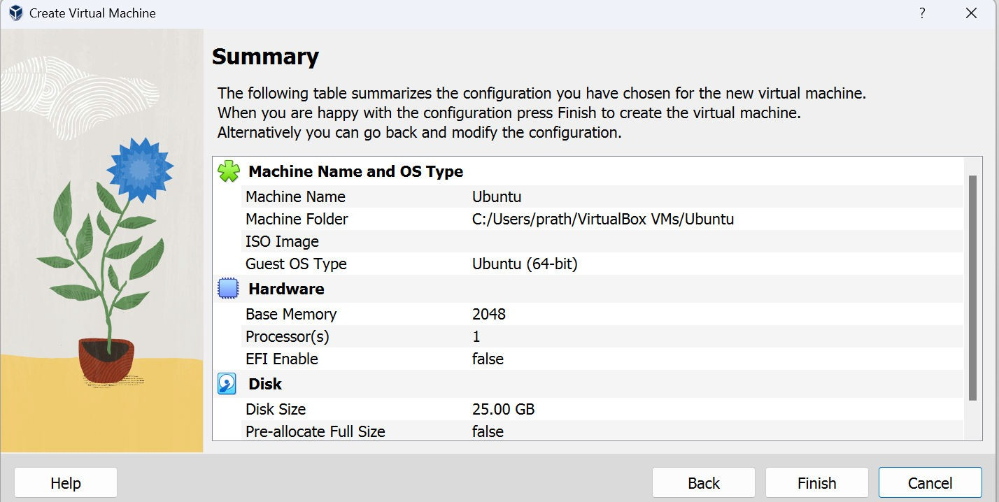 Create Virtual Machine
?
Summary
The following table summarizes the configuration you have chosen for the new virtual machine.
When you are happy with the configuration press Finish to create the virtual machine.
Alternatively you can go back and modify the configuration.
Machine Name and OS Type
Machine Name Ubuntu
Machine Folder C:/Users/prath/VirtualBox VMs/Ubuntu
ISO Image
Guest OS Type Ubuntu (64-bit)
Hardware
Base Memory 2048
Processor(s) 1
EFI Enable false
Disk
Disk Size 25.00 GB
Pre-allocate Full Size false
Help Back Finish Cancel